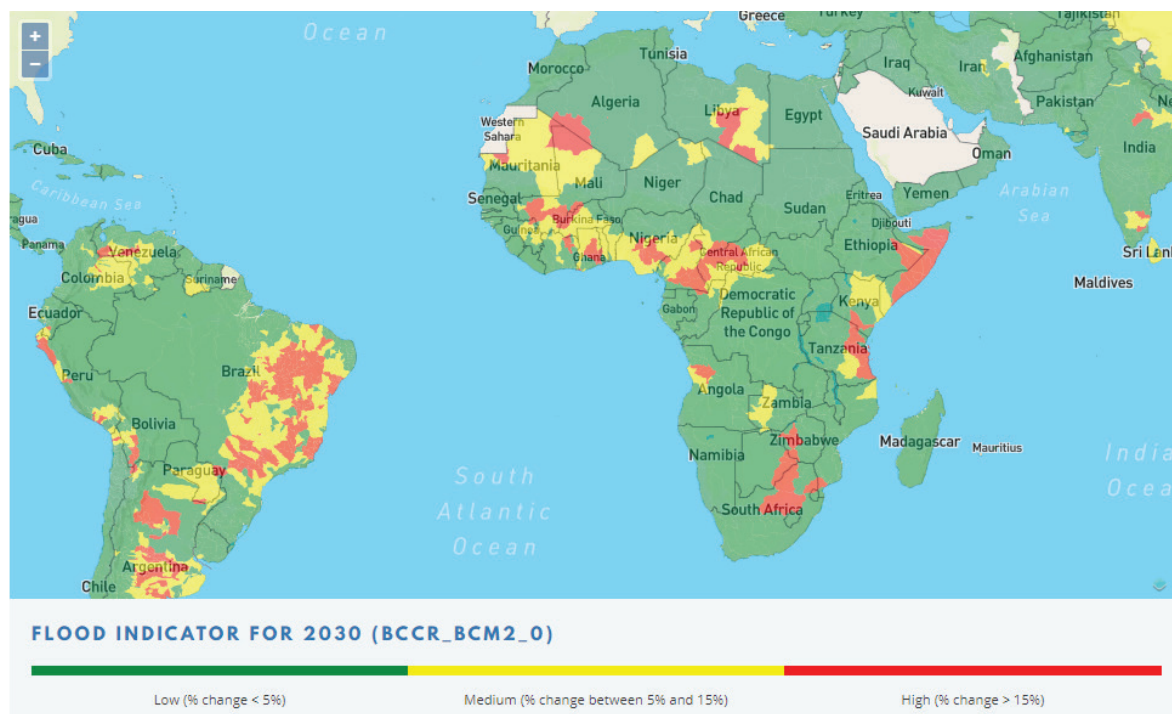 +
−
Ocean
Greece
Turkey
Tajikistan
Tunisia
Morocco
Iraq
Iran
Afghanistan
Algeria
Libya
Egypt
Kuwait
Pakistan
Western
Sahara
Saudi Arabia
India
Cuba
Oman
Mauritania
Caribbean Sea
Mali
Niger
Chad
Sudan
Eritrea
Yemen
Arabian
Sea
Senegal
agua
Panama
Venezuela
Guinea
Burkina Faso
Nigeria
Djibouti
Ethiopia
Ghana
Central African
Republic
Sri Lan
Colombia
Suriname
Maldives
Ecuador
Gabon
Democratic
Republic of
the Congo
Kenya
Tanzania
Peru
Brazil
Angola
Bolivia
Zambia
Zimbabwe
Madagascar
Mauritius
India
Ocea
Namibia
Paraguay
South
Atlantic
Ocean
South Africa
Argentina
Chile
FLOOD INDICATOR FOR 2030 (BCCR_BCM2_0)
Low (% change < 5%)
Medium (% change between 5% and 15%)
High (% change > 15%)